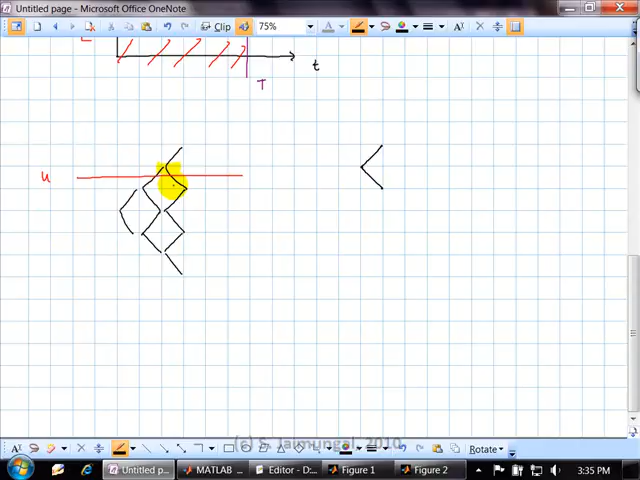 Untitled page - Microsoft Office OneNote
Clip
75%
L
t
T
u
(c) S. Jaimungal, 2010
Rotate
Untitled p...
MATLAB
Editor - D:...
Figure 1
Figure 2
3:35 PM